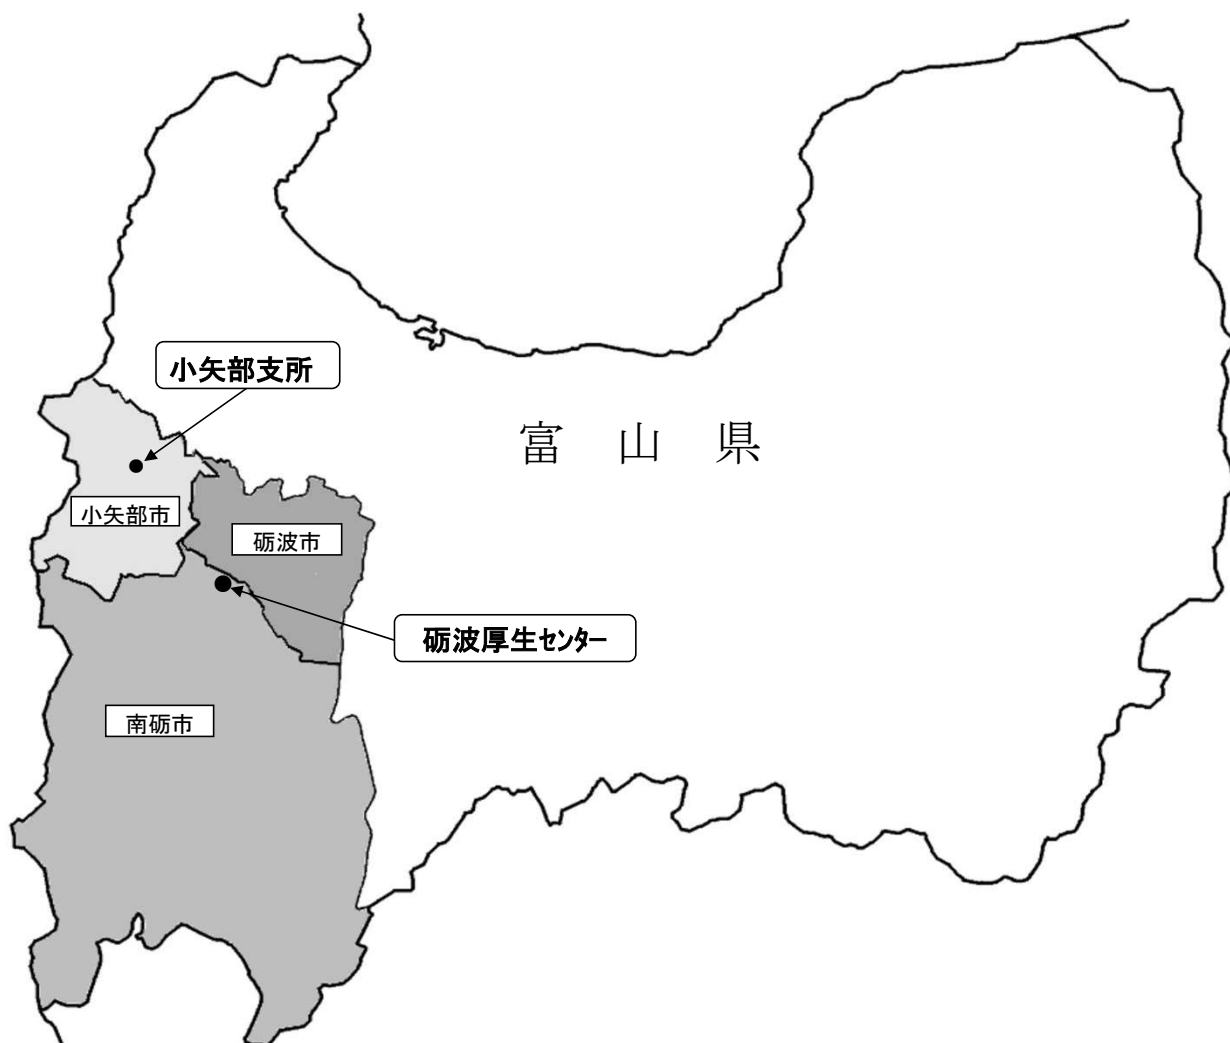 小矢部支所
富山県
小矢部市
砺波市
砺波厚生センター
南砺市